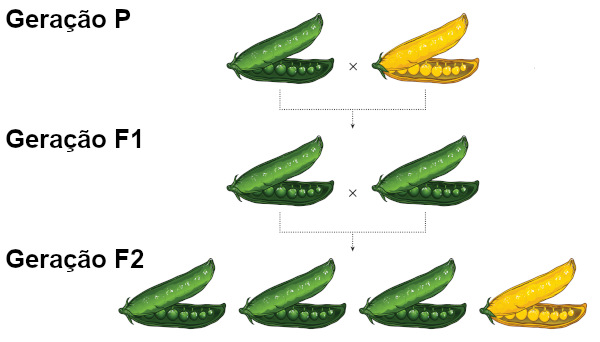 Geração P
×
Geração F1
×
Geração F2